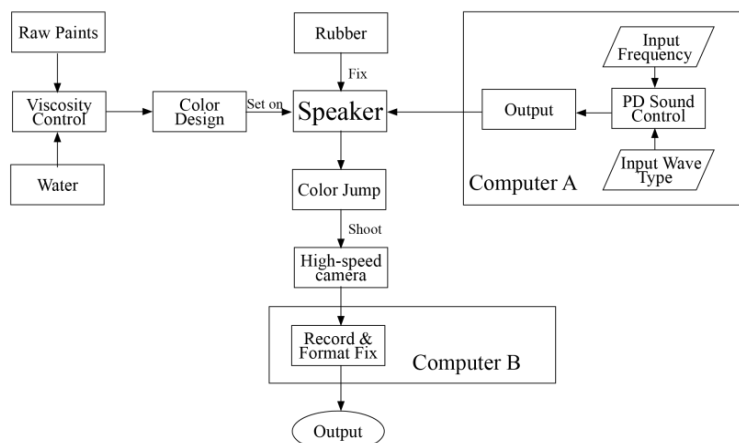 Raw Paints
Rubber
Input
Frequency
Fix
Viscosity
Control
Color
Design
Set on
Speaker
Output
PD Sound
Control
Water
Color Jump
Computer A
Input Wave
Type
Shoot
High-speed
camera
Record &
Format Fix
Computer B
Output